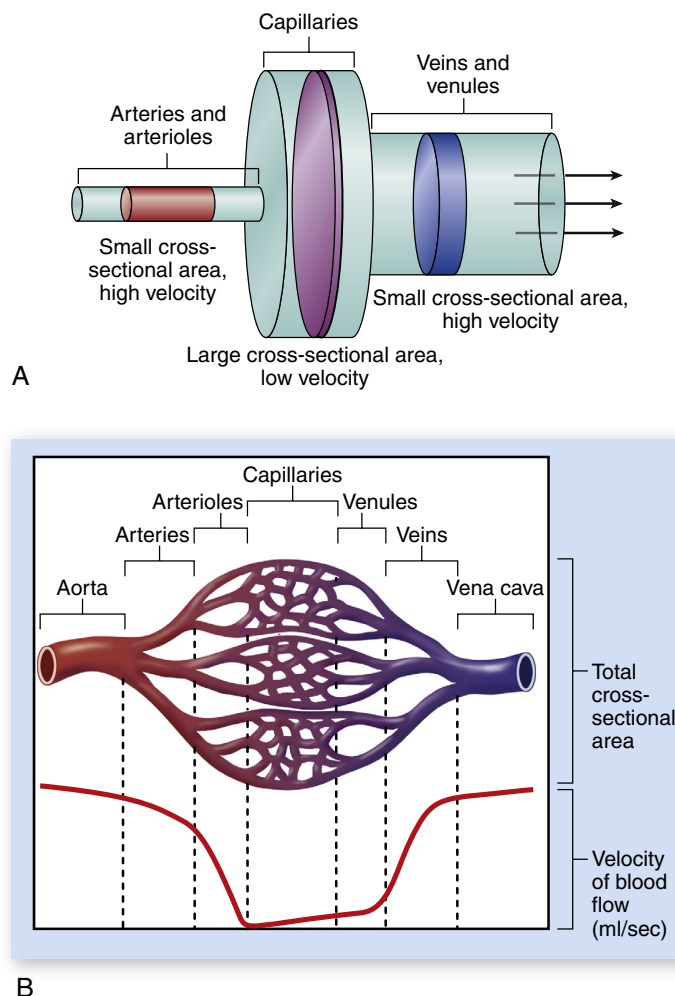 Capillaries
Veins and
venules
Arteries and
arterioles
Small cross-
sectional area,
high velocity
Small cross-sectional area,
high velocity
Large cross-sectional area,
low velocity
A
Capillaries
Arterioles
Venules
Arteries
Veins
Aorta
Vena cava
Total
cross-
sectional
area
Velocity
of blood
flow
(ml/sec)
B